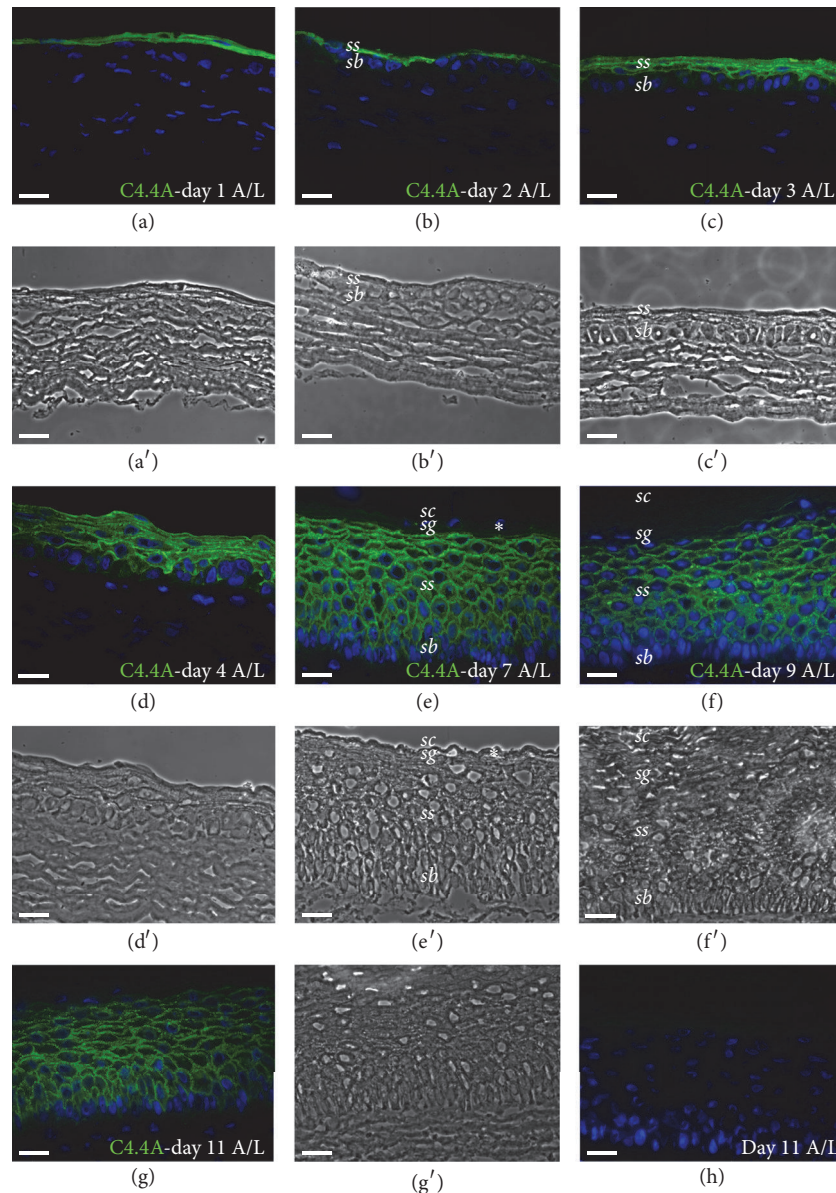 ss
sb
ss
sb
C4.4A-day 1 A/L
C4.4A-day 2 A/L
C4.4A-day 3 A/L
(a)
(b)
(c)
ss
sb
ss
sb
(a′)
(b′)
(c′)
sc
sg
*
ss
sb
sc
sg
ss
sb
C4.4A-day 4 A/L
C4.4A-day 7 A/L
C4.4A-day 9 A/L
(d)
(e)
(f)
sc
sg
*
ss
sb
sc
sg
ss
sb
(d′)
(e′)
(f′)
C4.4A-day 11 A/L
Day 11 A/L
(g)
(g′)
(h)